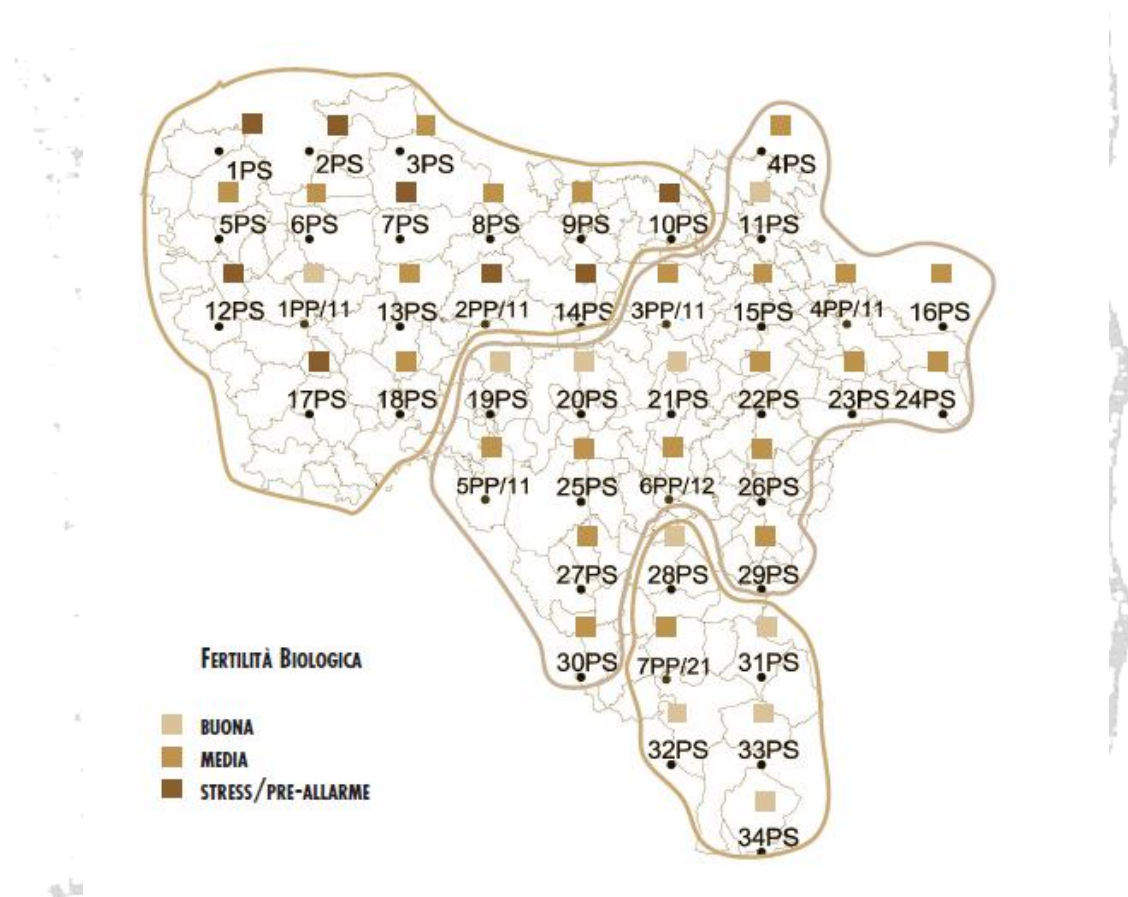 4PS
1PS 2PS 3PS
5PS 6PS 7PS 8PS 9PS 10PS 11PS
12PS 1PP/11 13PS 2PP/11 14PS 3PP/11 15PS 4PP/11 16PS
17PS 18PS 19PS 20PS 21PS 22PS 23PS 24PS
5PP/11 25PS 6PP/12 26PS
27PS 28PS 29PS
30PS 7PP/21 31PS
32PS 33PS
34PS
FERTILITÀ BIOLOGICA
BUONA
MEDIA
STRESS/PRE-ALLARME